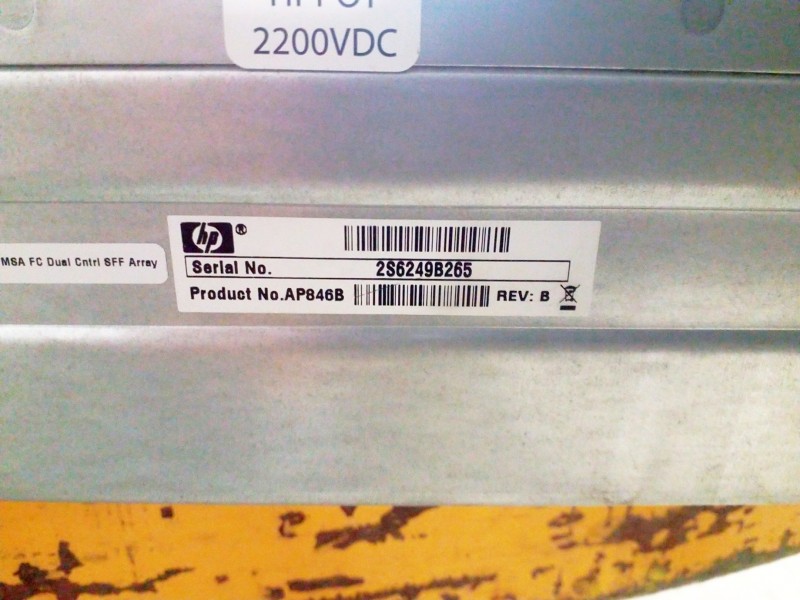 2200VDC
MSA FC Dual Cntrl SFF Array
hp®
Serial No. 2S6249B265
Product No.AP846B REV: B